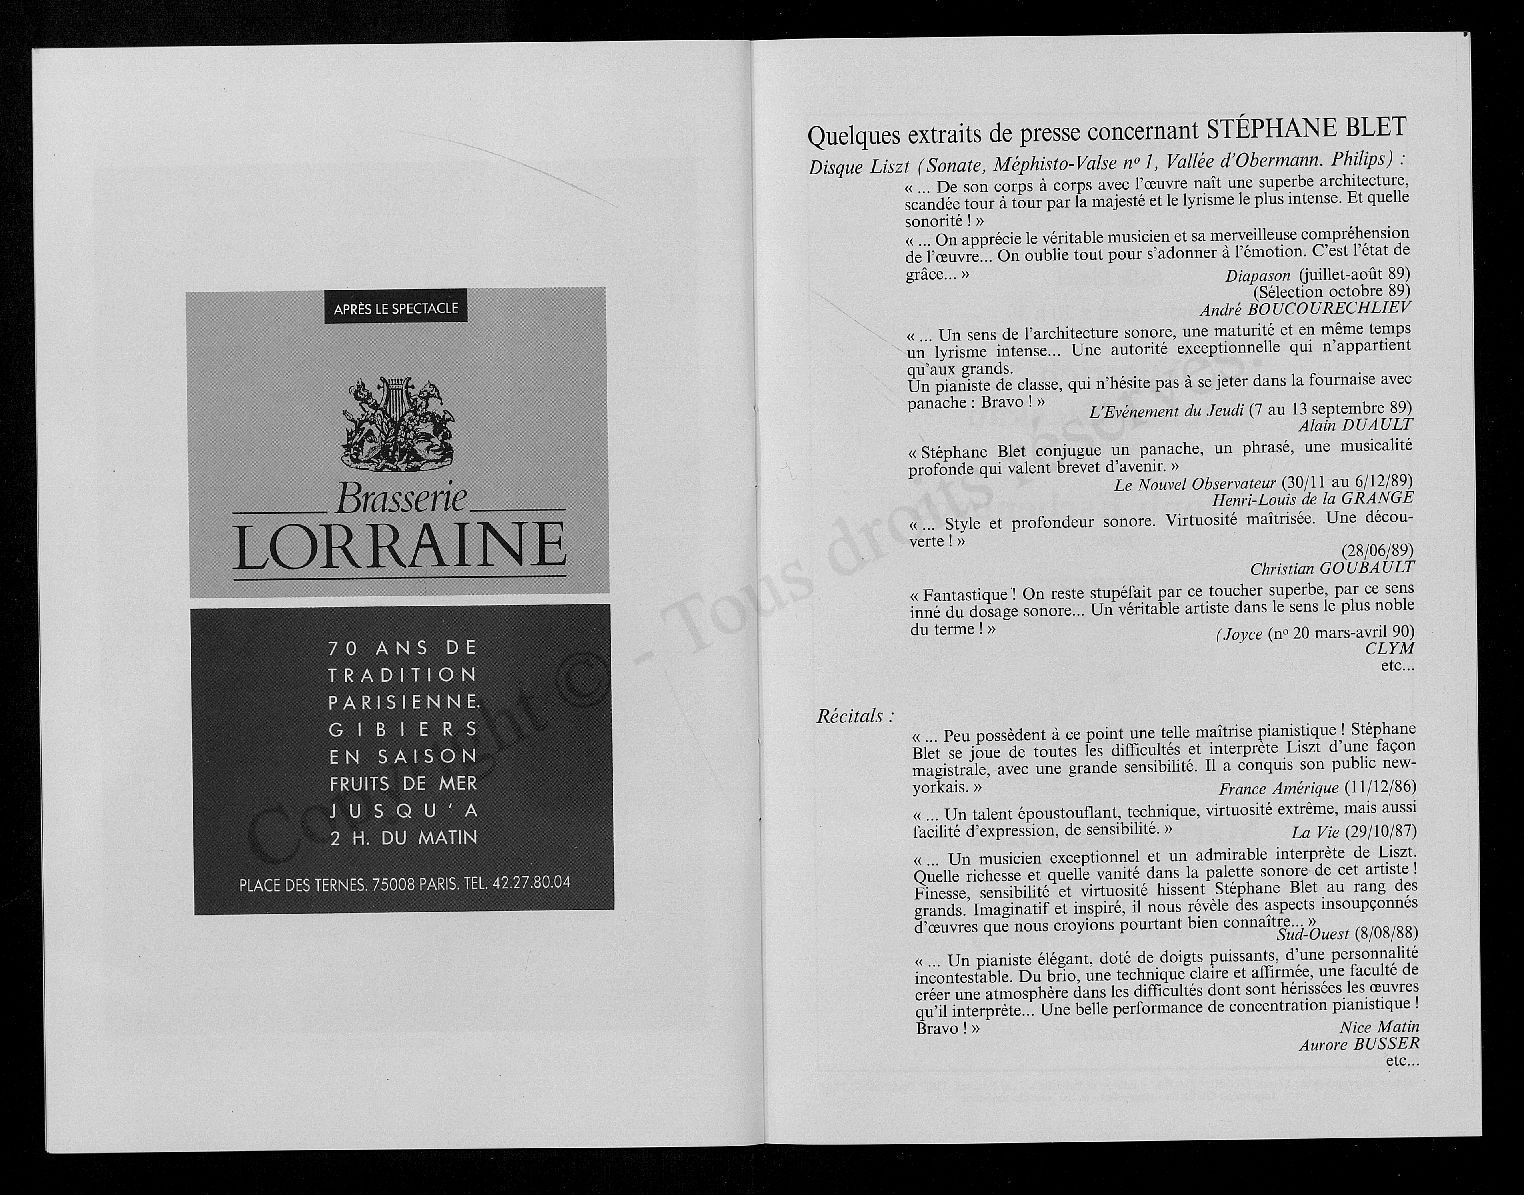 APRÈS LE SPECTACLE
Brasserie
LORRAINE
70 ANS DE
TRADITION
PARISIENNE.
GIBIERS
EN SAISON
FRUITS DE MER
JUSQU'A
2 H. DU MATIN
PLACE DES TERNES. 75008 PARIS. TEL. 42.27.80.04
Copyright © - Tous droits réservés.
Quelques extraits de presse concernant STÉPHANE BLET
Disque Liszt (Sonate, Méphisto-Valse nº 1, Vallée d'Obermann. Philips) :
« ... De son corps à corps avec l'œuvre naît une superbe architecture,
scandée tour à tour par la majesté et le lyrisme le plus intense. Et quelle
sonorité ! »
« ... On apprécie le véritable musicien et sa merveilleuse compréhension
de l'œuvre... On oublie tout pour s'adonner à l'émotion. C'est l'état de
grâce... »
Diapason (juillet-août 89)
(Sélection octobre 89)
André BOUCOURECHLIEV
« ... Un sens de l'architecture sonore, une maturité et en même temps
un lyrisme intense... Une autorité exceptionnelle qui n'appartient
qu'aux grands.
Un pianiste de classe, qui n'hésite pas à se jeter dans la fournaise avec
panache : Bravo ! »
L'Evénement du Jeudi (7 au 13 septembre 89)
Alain DUAULT
« Stéphane Blet conjugue un panache, un phrasé, une musicalité
profonde qui valent brevet d'avenir. »
Le Nouvel Observateur (30/11 au 6/12/89)
Henri-Louis de la GRANGE
« ... Style et profondeur sonore. Virtuosité maîtrisée. Une décou-
verte ! »
(28/06/89)
Christian GOUBAULT
« Fantastique ! On reste stupéfait par ce toucher superbe, par ce sens
inné du dosage sonore... Un véritable artiste dans le sens le plus noble
du terme ! »
(Joyce (nº 20 mars-avril 90)
CLYM
etc...
Récitals :
« ... Peu possèdent à ce point une telle maîtrise pianistique ! Stéphane
Blet se joue de toutes les difficultés et interprète Liszt d'une façon
magistrale, avec une grande sensibilité. Il a conquis son public new-
yorkais. »
France Amérique (11/12/86)
« ... Un talent époustouflant, technique, virtuosité extrême, mais aussi
facilité d'expression, de sensibilité. »
La Vie (29/10/87)
« ... Un musicien exceptionnel et un admirable interprète de Liszt.
Quelle richesse et quelle vanité dans la palette sonore de cet artiste !
Finesse, sensibilité et virtuosité hissent Stéphane Blet au rang des
grands. Imaginatif et inspiré, il nous révèle des aspects insoupçonnés
d'œuvres que nous croyions pourtant bien connaître... »
Sud-Ouest (8/08/88)
« ... Un pianiste élégant, doté de doigts puissants, d'une personnalité
incontestable. Du brio, une technique claire et affirmée, une faculté de
créer une atmosphère dans les difficultés dont sont hérissées les œuvres
qu'il interprète... Une belle performance de concentration pianistique !
Bravo ! »
Nice Matin
Aurore BUSSER
etc...